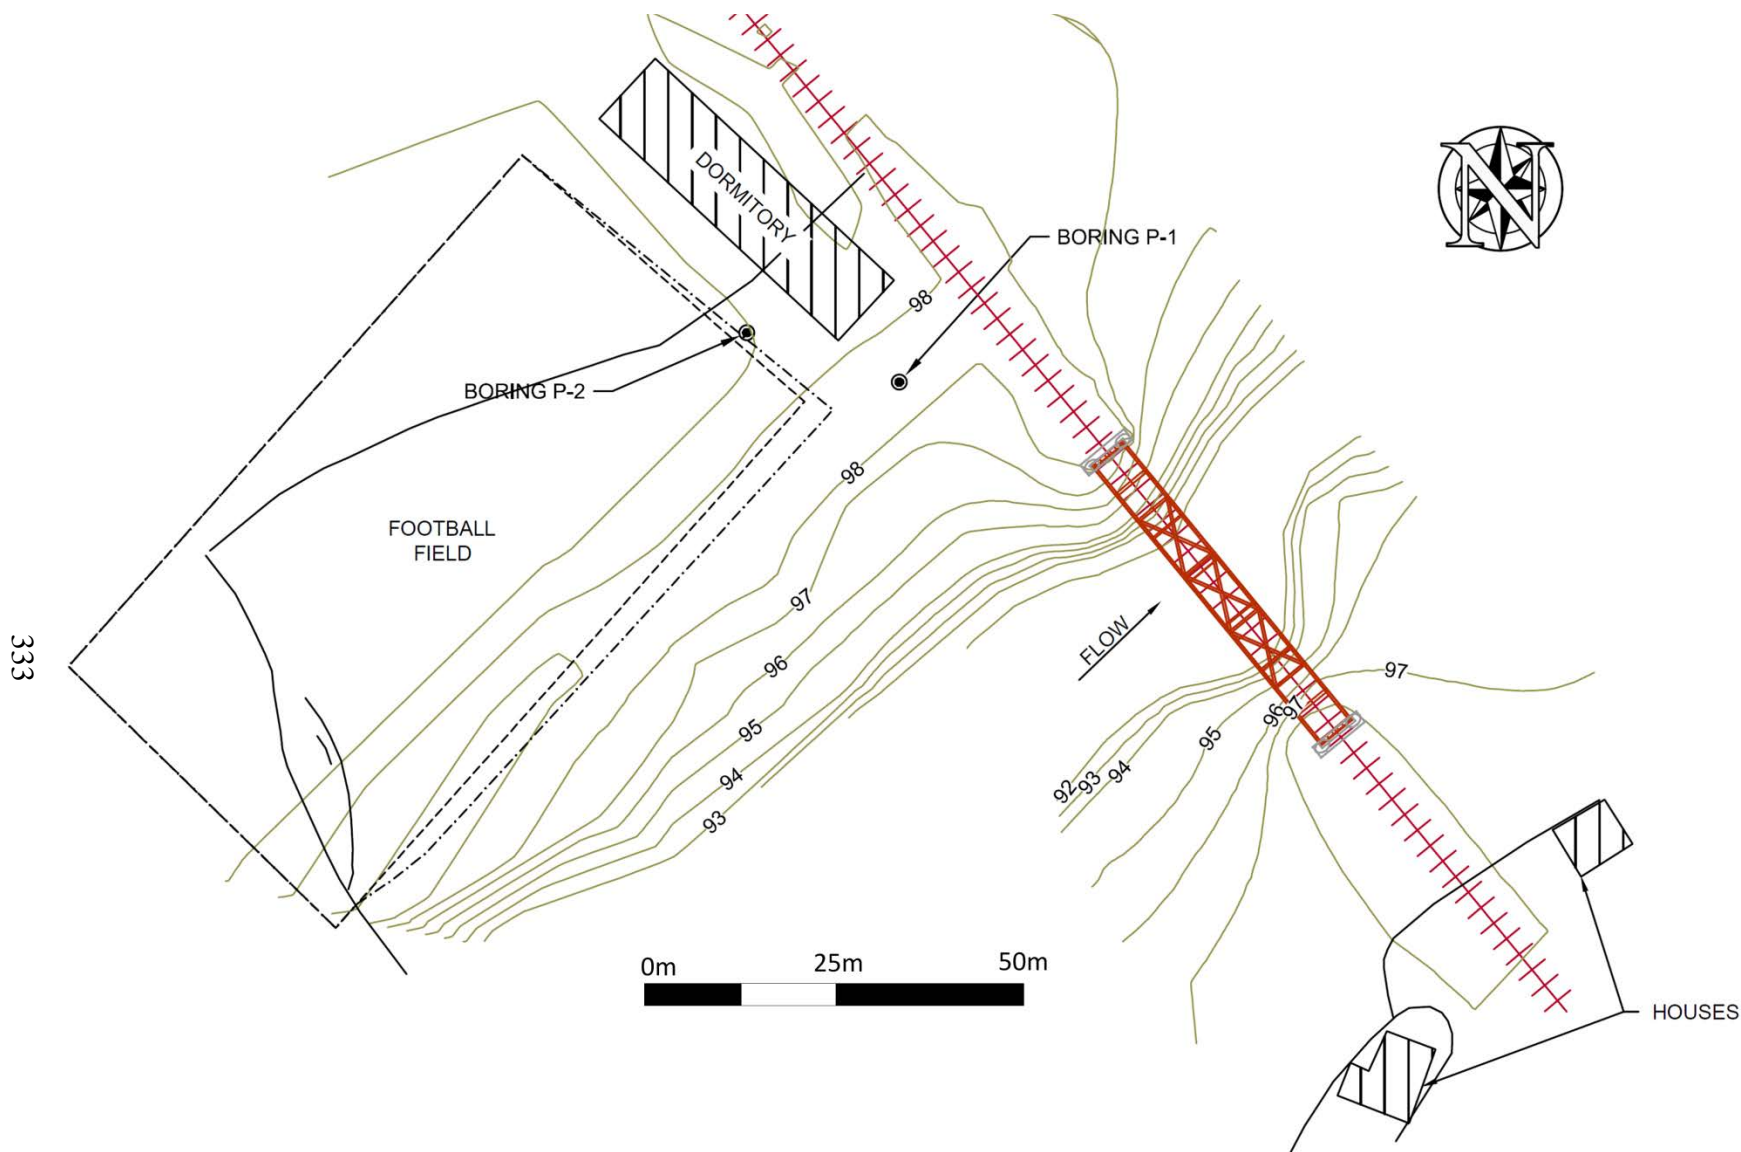 DORMITORY
N
BORING P-1
98
BORING P-2
98
FOOTBALL
FIELD
97
333
FLOW
96
97
96
97
95
95
94
94
93
92
93
0m
25m
50m
HOUSES